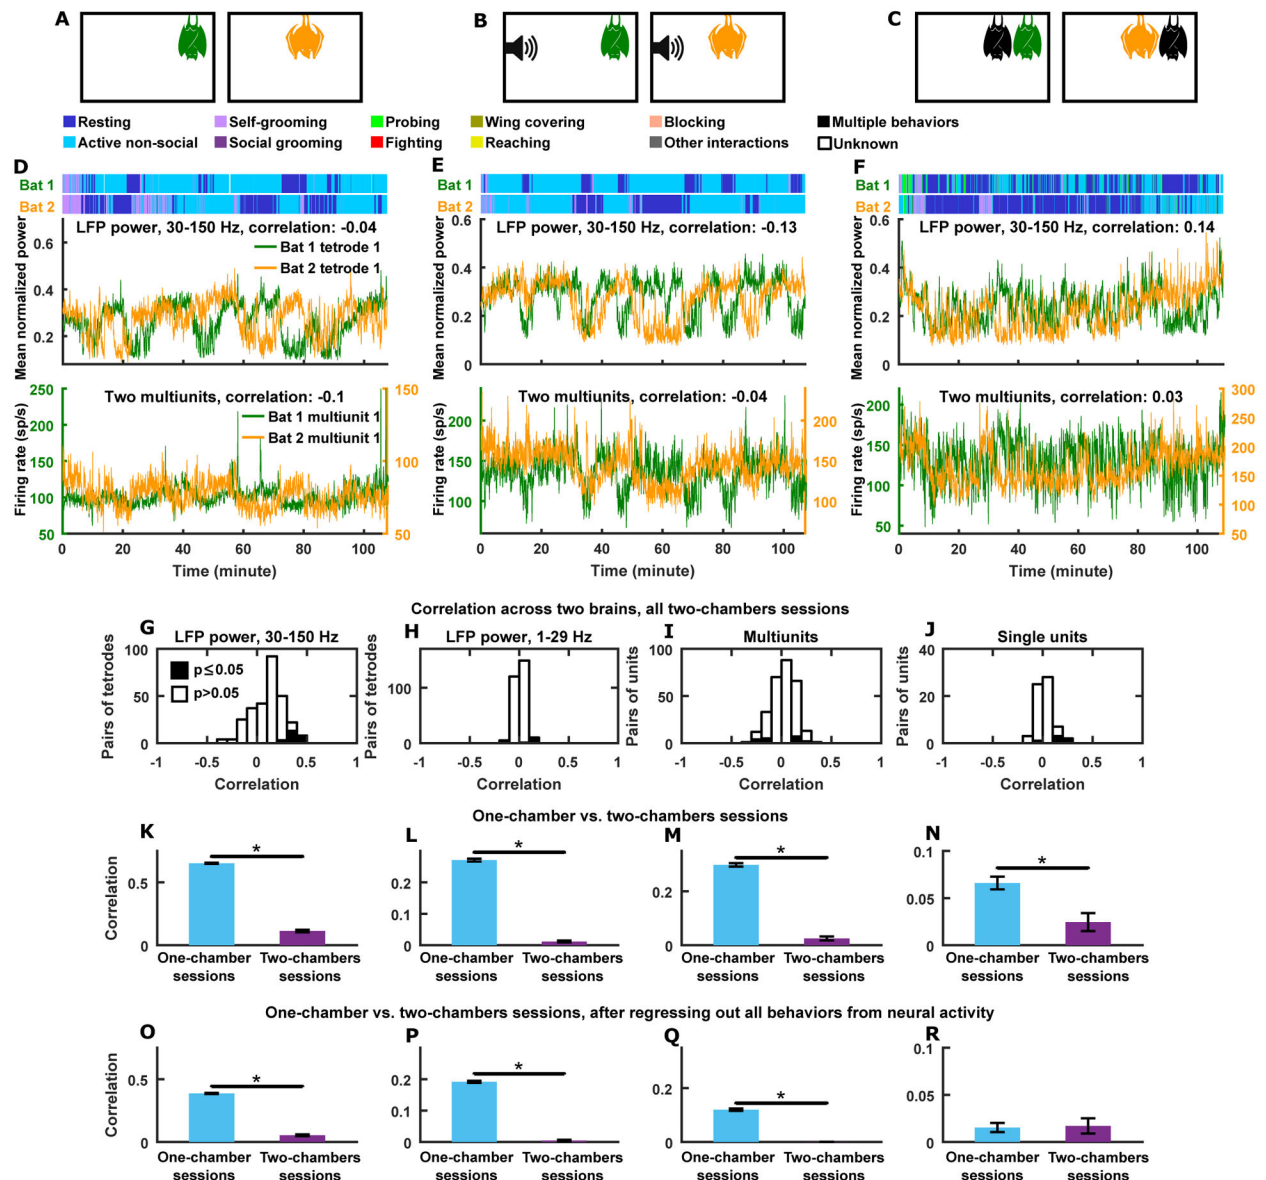 A
B
C
Resting
Self-grooming
Probing
Wing covering
Blocking
Multiple behaviors
Active non-social
Social grooming
Fighting
Reaching
Other interactions
Unknown
D
Bat 1
Bat 2
LFP power, 30-150 Hz, correlation: -0.04
Bat 1 tetrode 1
Bat 2 tetrode 1
Mean normalized power
0.6
0.4
0.2
Two multiunits, correlation: -0.1
Bat 1 multiunit 1
Bat 2 multiunit 1
Firing rate (sp/s)
250
200
150
100
50
150
100
50
0 20 40 60 80 100
Time (minute)
E
Bat 1
Bat 2
LFP power, 30-150 Hz, correlation: -0.13
Mean normalized power
0.6
0.4
0.2
0
Two multiunits, correlation: -0.04
Firing rate (sp/s)
200
150
100
200
150
100
0 20 40 60 80 100
Time (minute)
F
Bat 1
Bat 2
LFP power, 30-150 Hz, correlation: 0.14
Mean normalized power
0.6
0.4
0.2
0
Two multiunits, correlation: 0.03
Firing rate (sp/s)
200
150
100
50
300
250
200
150
100
50
0 20 40 60 80 100
Time (minute)
Correlation across two brains, all two-chambers sessions
G
LFP power, 30-150 Hz
Pairs of tetrodes
100
50
0
p≤0.05
p>0.05
-1 -0.5 0 0.5 1
Correlation
H
LFP power, 1-29 Hz
Pairs of tetrodes
100
0
-1 -0.5 0 0.5 1
Correlation
I
Multiunits
Pairs of units
100
50
0
-1 -0.5 0 0.5 1
Correlation
J
Single units
Pairs of units
40
20
0
-1 -0.5 0 0.5 1
Correlation
One-chamber vs. two-chambers sessions
K
Correlation
0.5
0
*
One-chamber Two-chambers
sessions sessions
L
0.2
0.1
0
*
One-chamber Two-chambers
sessions sessions
M
0.2
0
*
One-chamber Two-chambers
sessions sessions
N
0.1
0.05
0
*
One-chamber Two-chambers
sessions sessions
One-chamber vs. two-chambers sessions, after regressing out all behaviors from neural activity
O
Correlation
0.5
0
*
One-chamber Two-chambers
sessions sessions
P
0.2
0.1
0
*
One-chamber Two-chambers
sessions sessions
Q
0.2
0
*
One-chamber Two-chambers
sessions sessions
R
0.1
0.05
0
One-chamber Two-chambers
sessions sessions